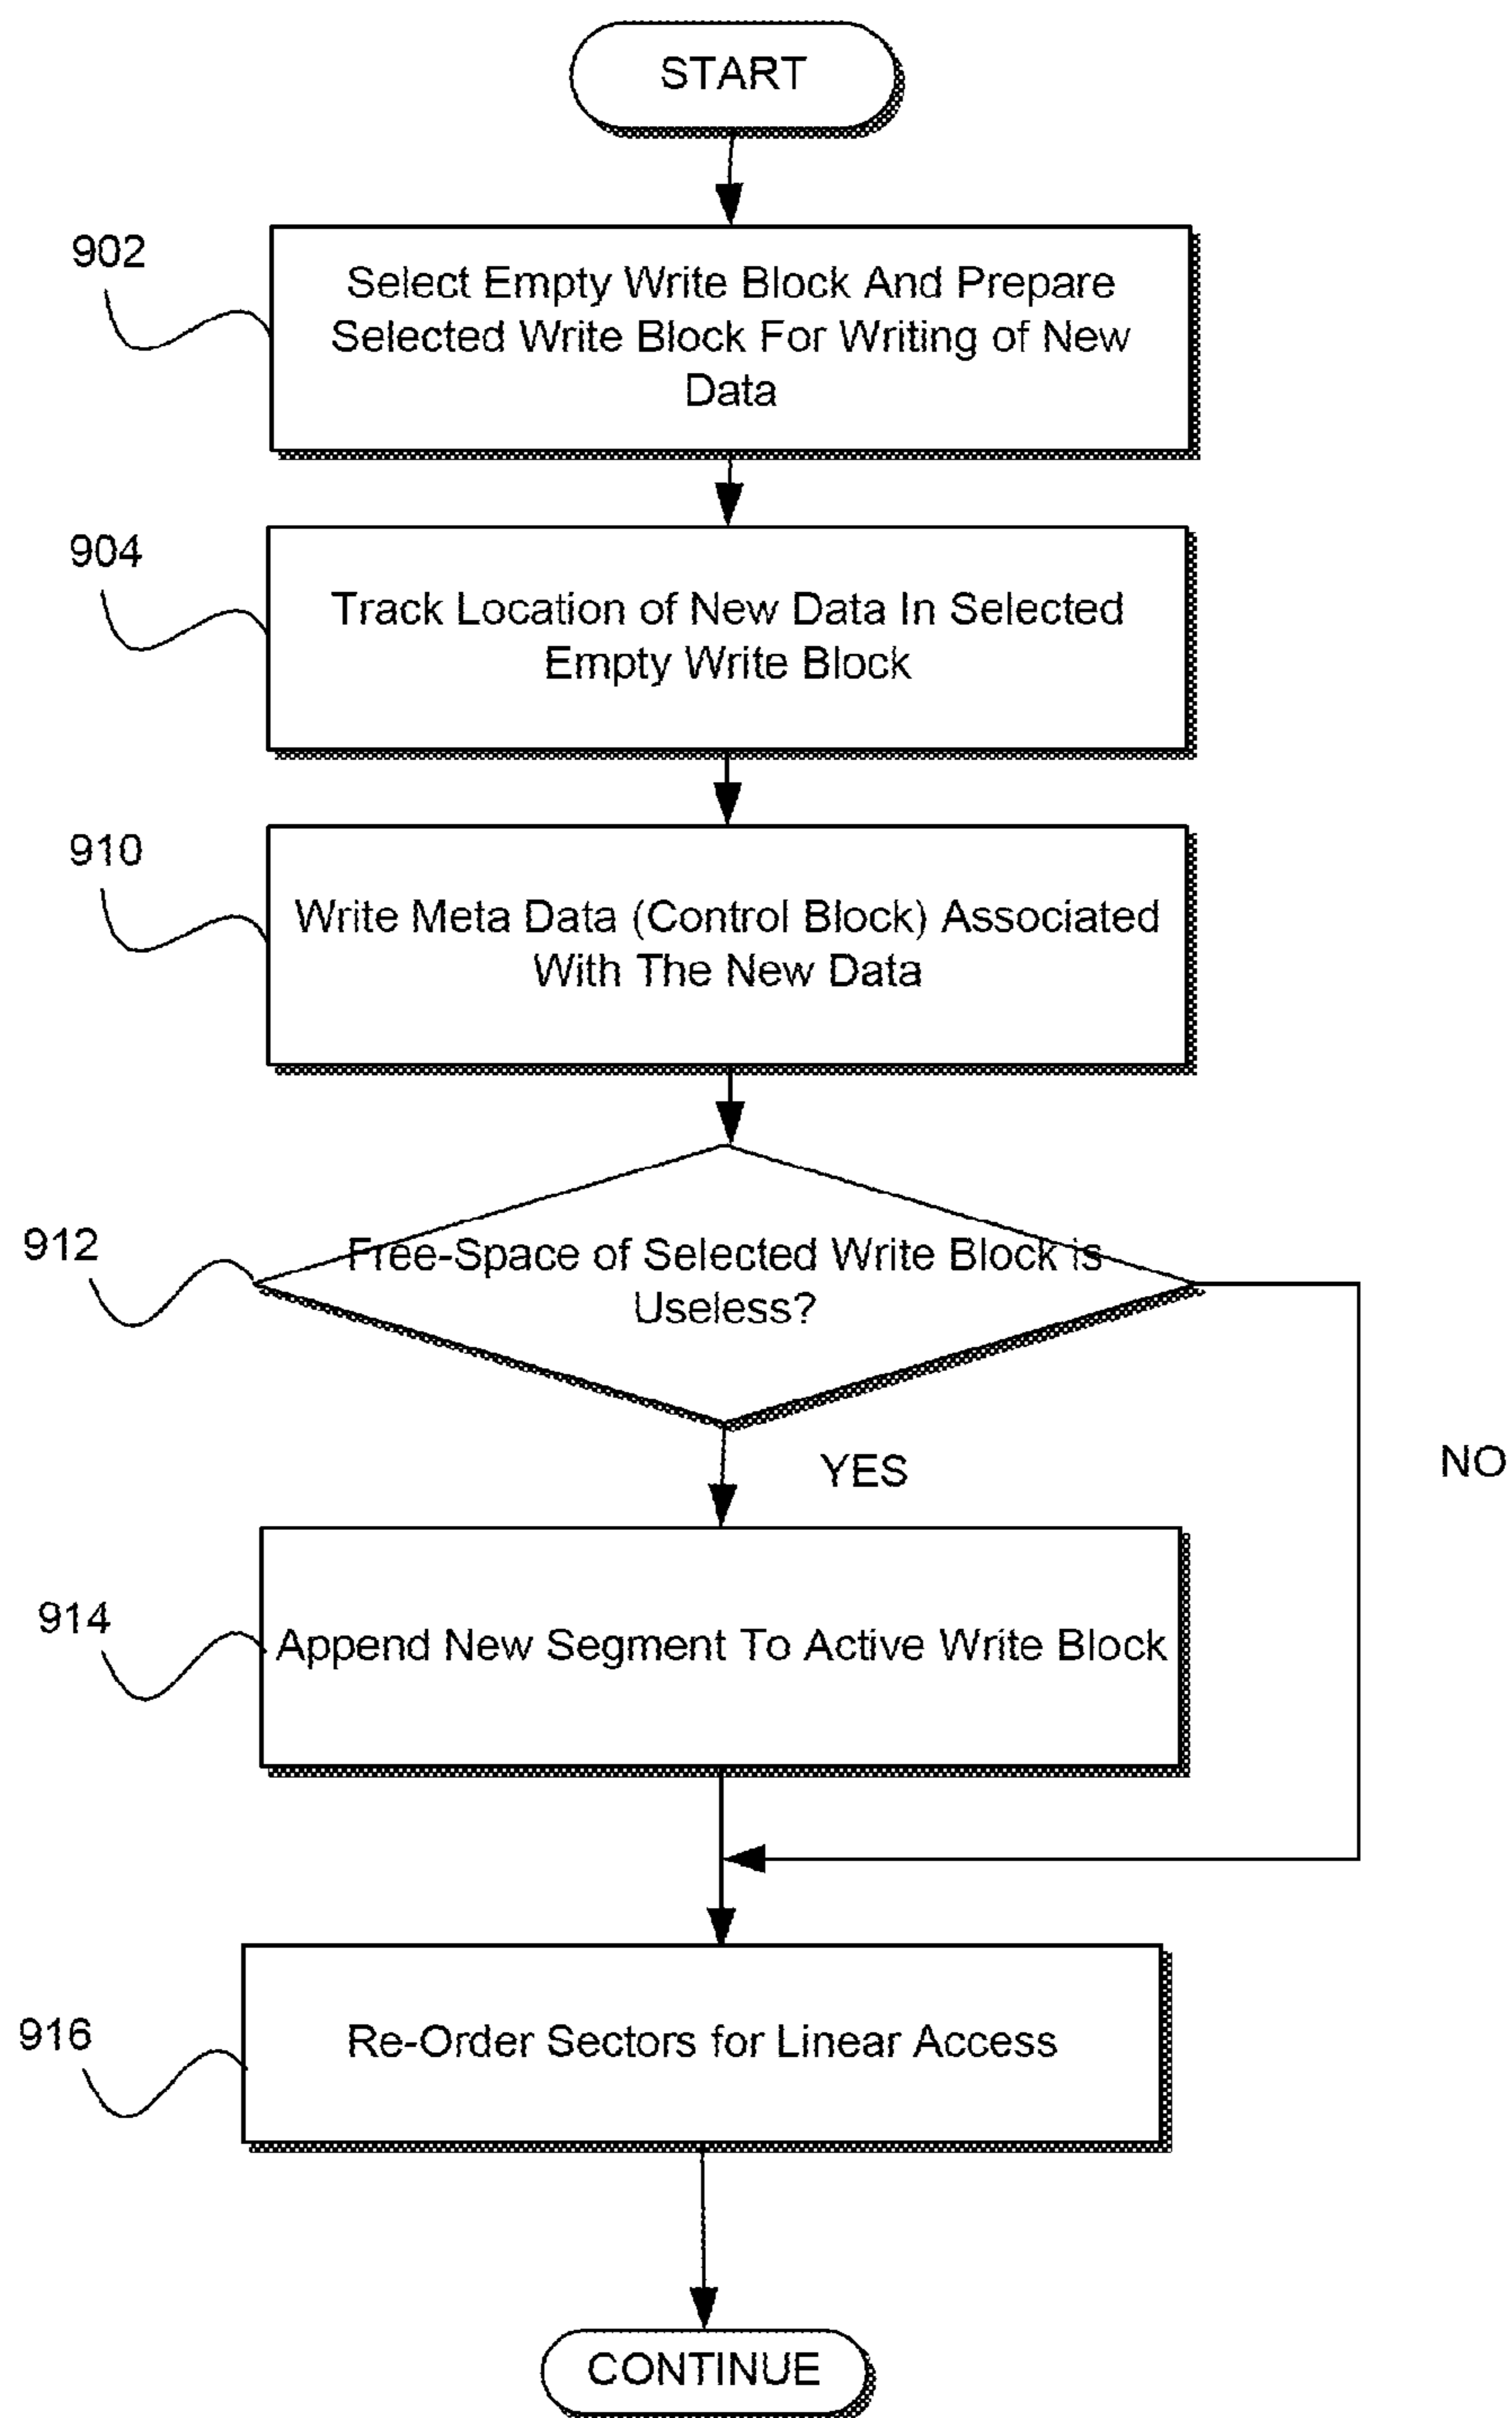 START
902
Select Empty Write Block And Prepare
Selected Write Block For Writing of New
Data
904
Track Location of New Data In Selected
Empty Write Block
910
Write Meta Data (Control Block) Associated
With The New Data
912
Free-Space of Selected Write Block is
Useless?
YES
NO
914
Append New Segment To Active Write Block
916
Re-Order Sectors for Linear Access
CONTINUE